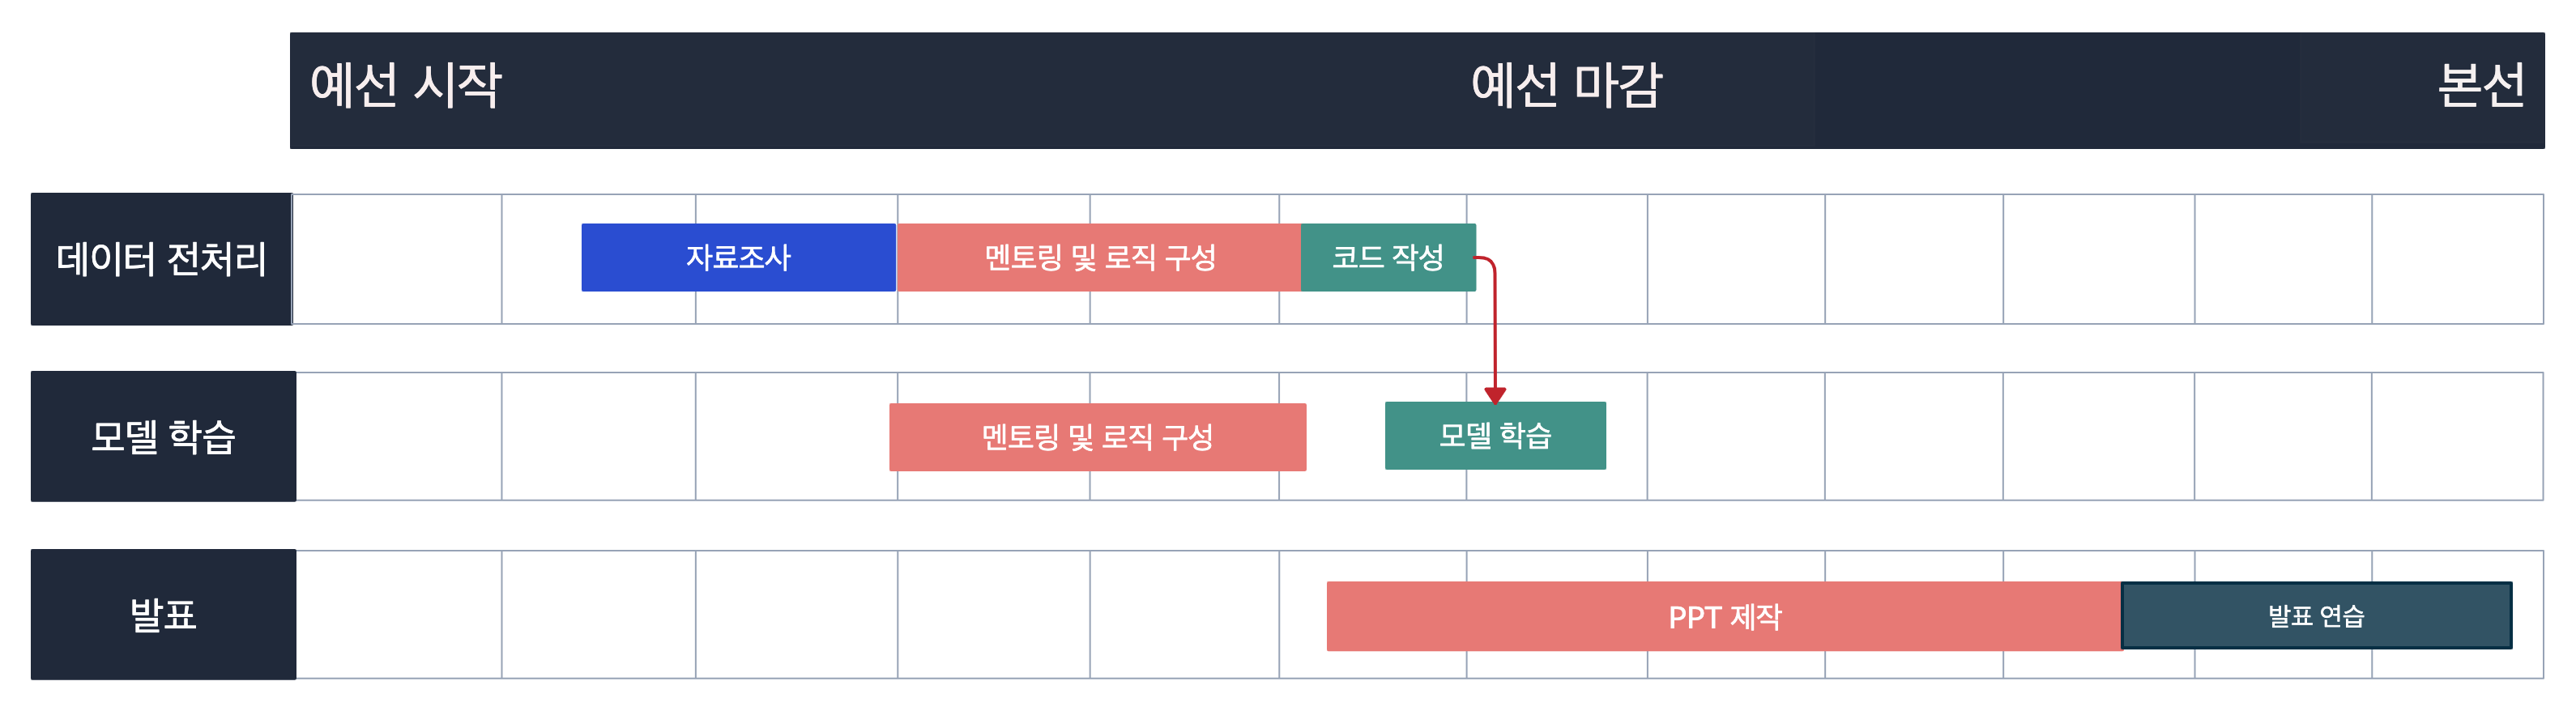 예선 시작 예선 마감 본선
데이터 전처리 자료조사 멘토링 및 로직 구성 코드 작성
모델 학습 멘토링 및 로직 구성 모델 학습
발표 PPT 제작 발표 연습